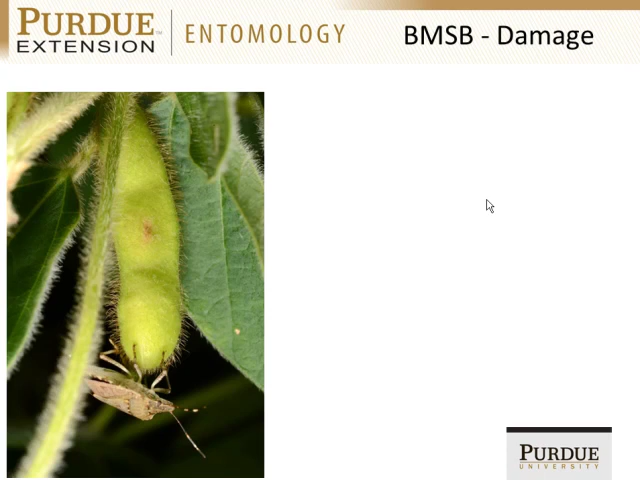 PURDUE
EXTENSION
ENTOMOLOGY
BMSB - Damage
PURDUE
UNIVERSITY